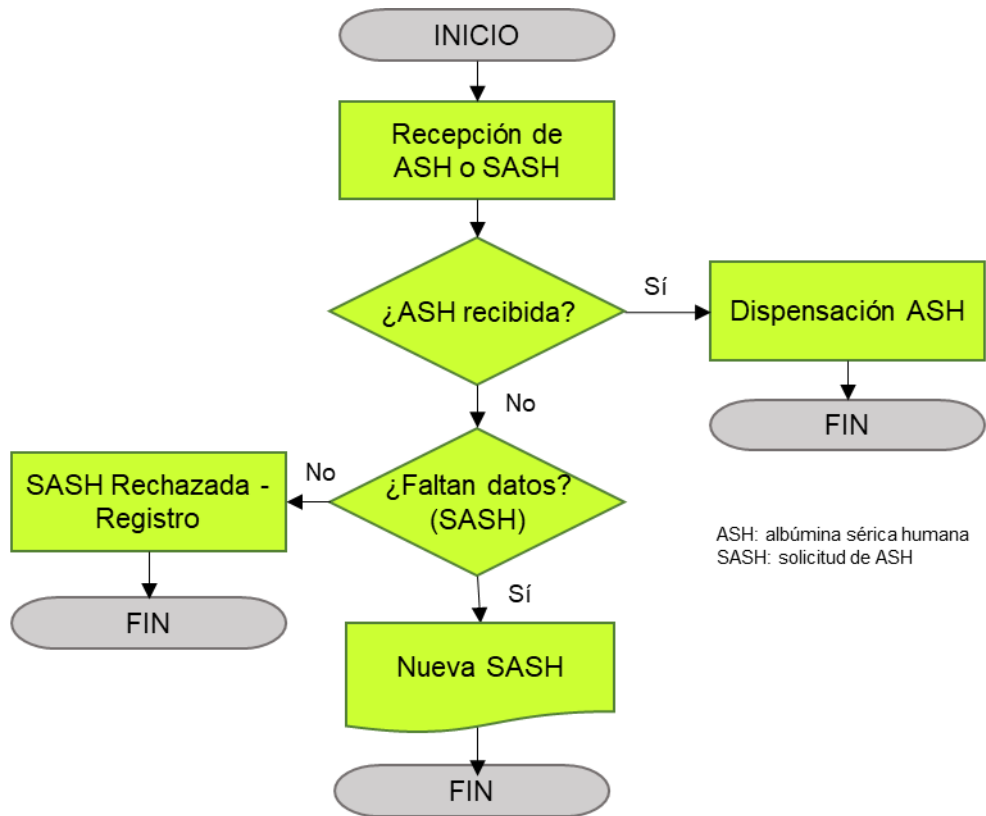 INICIO
Recepción de
ASH o SASH
¿ASH recibida?
Sí
Dispensación ASH
No
FIN
¿Faltan datos?
(SASH)
No
SASH Rechazada -
Registro
ASH: albúmina sérica humana
SASH: solicitud de ASH
FIN
Sí
Nueva SASH
FIN